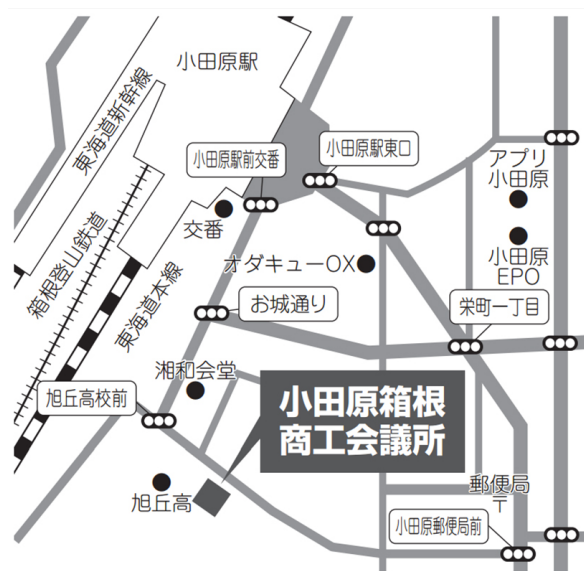 小田原駅
東海道新幹線
小田原駅前交番
小田原駅東口
アプリ
小田原
箱根登山鉄道
交番
東海道本線
オダキューOX
小田原
EPO
お城通り
栄町一丁目
湘和会堂
旭丘高校前
小田原箱根
商工会議所
旭丘高
郵便局
〒
小田原郵便局前